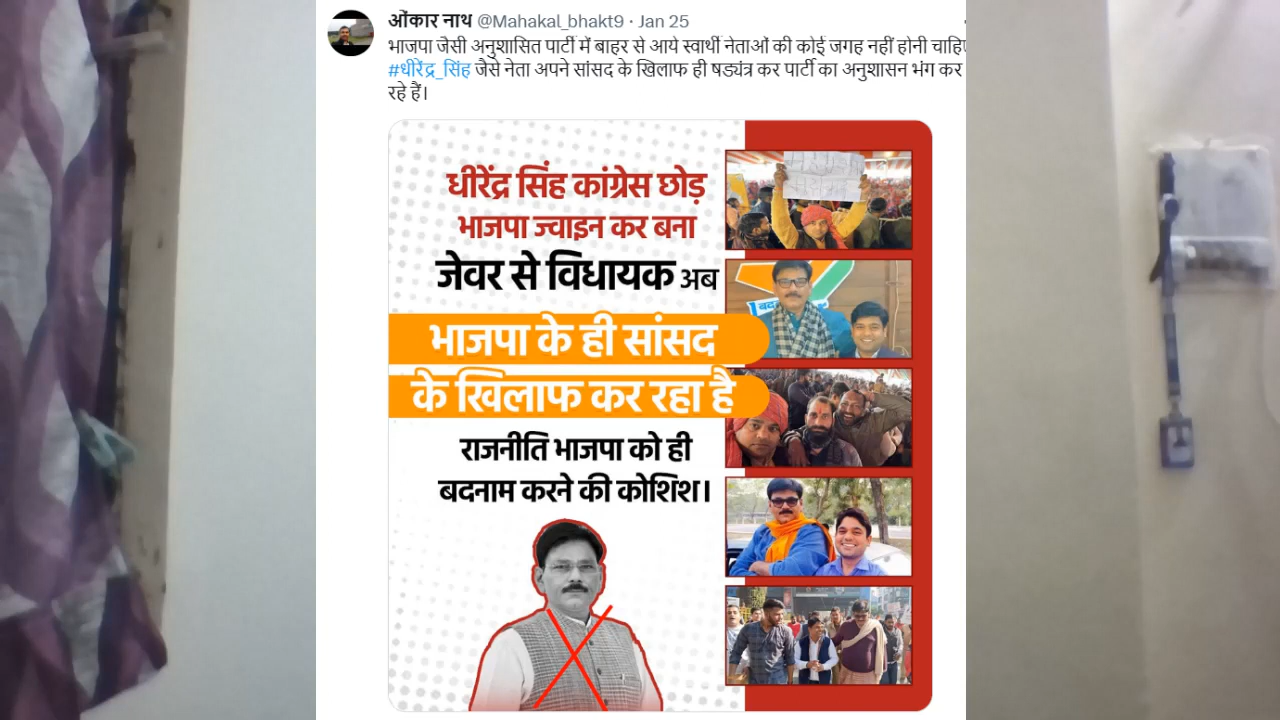 ओंकार नाथ @Mahakal_bhakt9 · Jan 25
भाजपा जैसी अनुशासित पार्टी में बाहर से आये स्वार्थी नेताओं की कोई जगह नहीं होनी
#धीरेंद्र_सिंह जैसे नेता अपने सांसद के खिलाफ ही षड्यंत्र कर पार्टी का अनुशासन भंग कर
रहे हैं।
धीरेंद्र सिंह कांग्रेस छोड़
भाजपा ज्वाइन कर बना
जेवर से विधायक अब
भाजपा के ही सांसद
के खिलाफ कर रहा है
राजनीति भाजपा को ही
बदनाम करने की कोशिश।